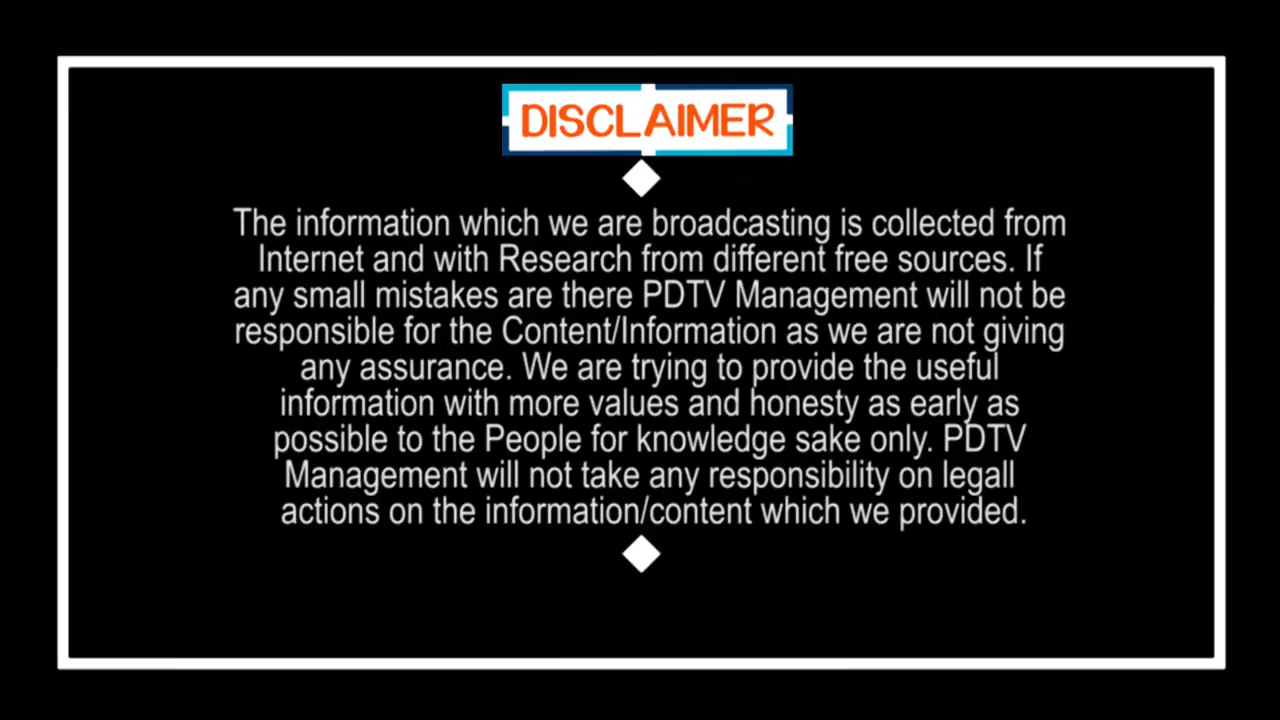 DISCLAIMER
The information which we are broadcasting is collected from
Internet and with Research from different free sources. If
any small mistakes are there PDTV Management will not be
responsible for the Content/Information as we are not giving
any assurance. We are trying to provide the useful
information with more values and honesty as early as
possible to the People for knowledge sake only. PDTV
Management will not take any responsibility on legall
actions on the information/content which we provided.